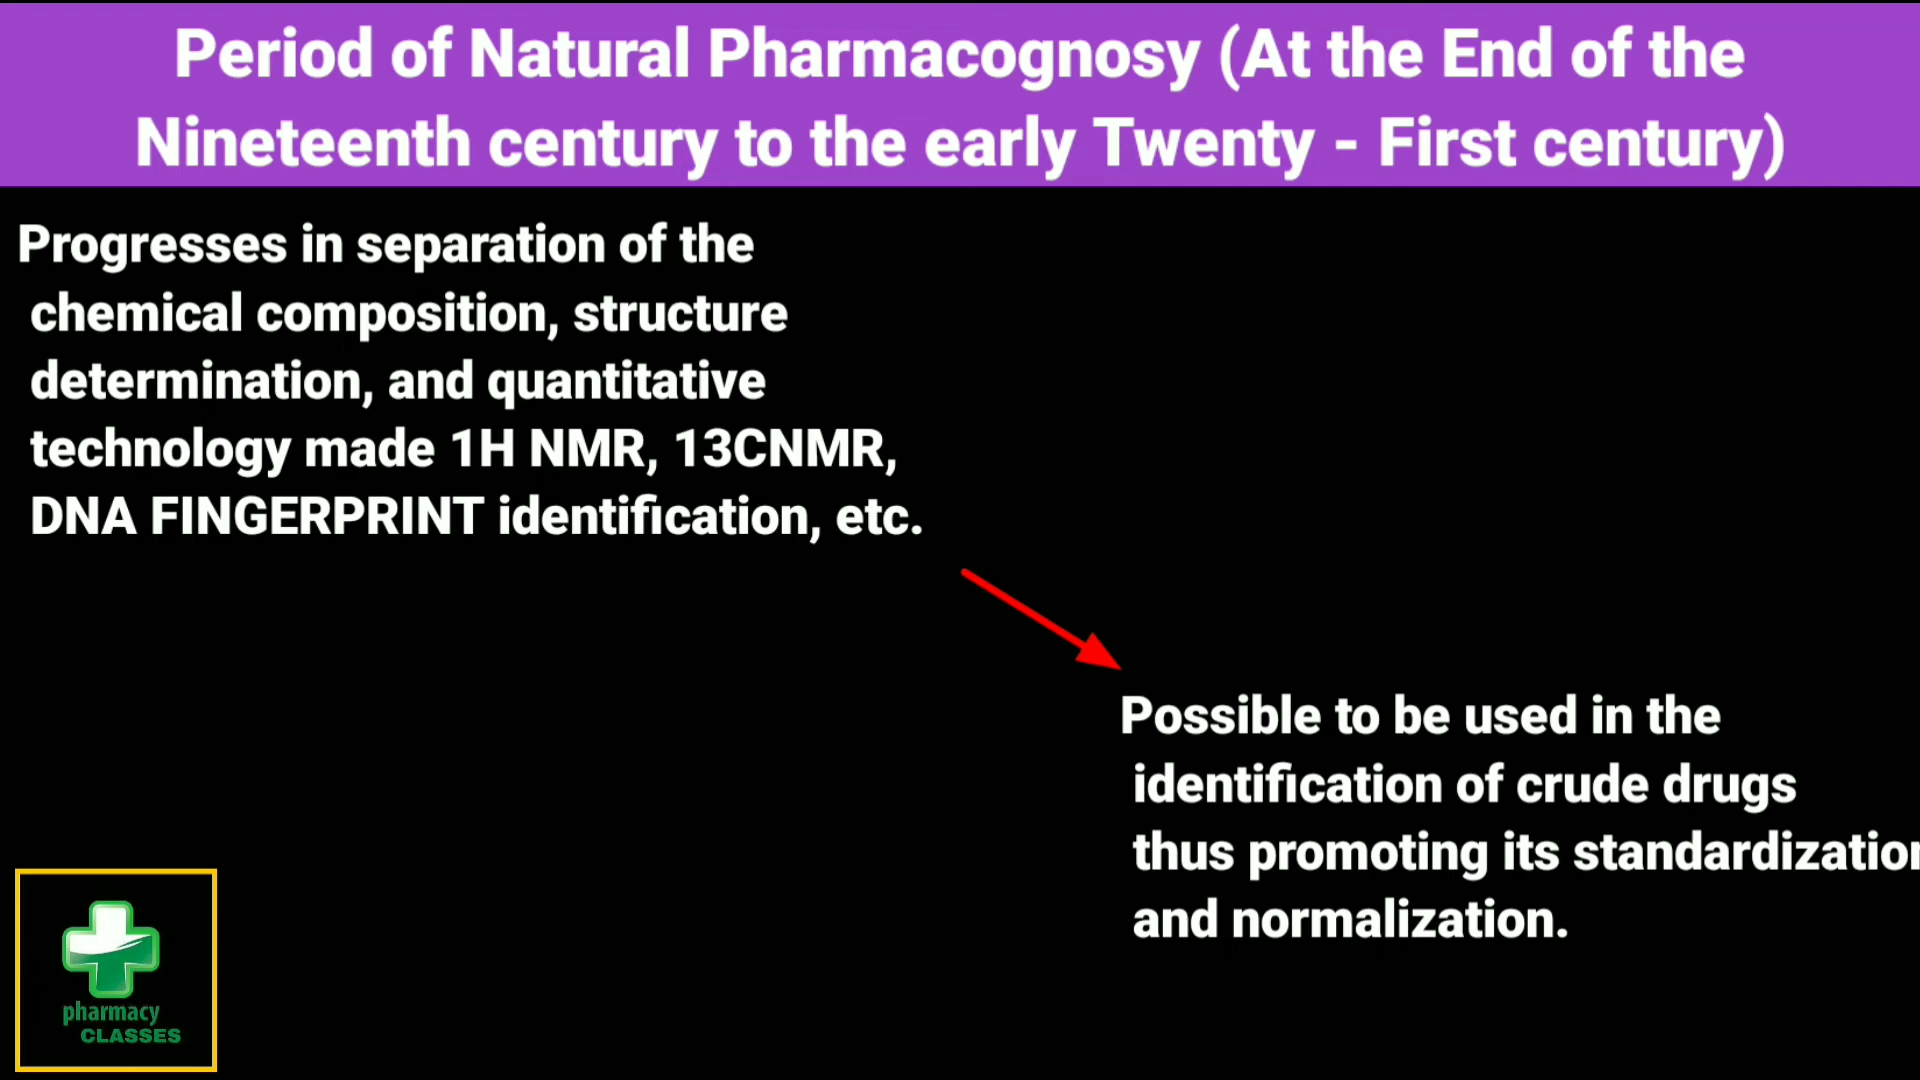 Period of Natural Pharmacognosy (At the End of the
Nineteenth century to the early Twenty - First century)
Progresses in separation of the
chemical composition, structure
determination, and quantitative
technology made 1H NMR, 13CNMR,
DNA FINGERPRINT identification, etc.
Possible to be used in the
identification of crude drugs
thus promoting its standardization
and normalization.
pharmacy
CLASSES